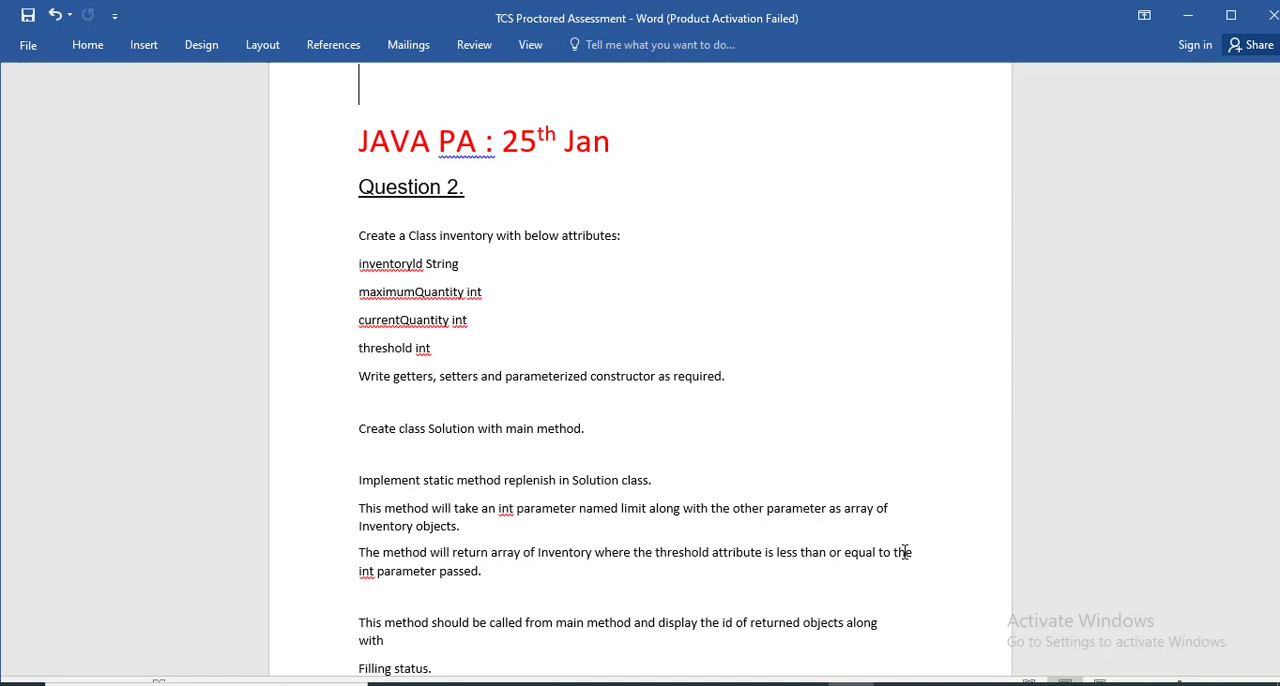 TCS Proctored Assessment - Word (Product Activation Failed)
File Home Insert Design Layout References Mailings Review View Tell me what you want to do... Sign in Share
JAVA PA : 25th Jan
Question 2.
Create a Class inventory with below attributes:
inventoryId String
maximumQuantity int
currentQuantity int
threshold int
Write getters, setters and parameterized constructor as required.
Create class Solution with main method.
Implement static method replenish in Solution class.
This method will take an int parameter named limit along with the other parameter as array of
Inventory objects.
The method will return array of Inventory where the threshold attribute is less than or equal to the
int parameter passed.
This method should be called from main method and display the id of returned objects along
with
Filling status.
Activate Windows
Go to Settings to activate Windows.